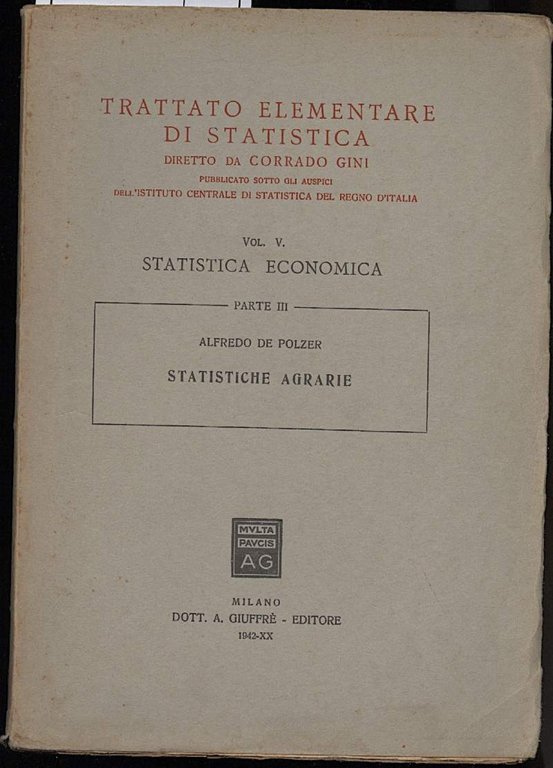 TRATTATO ELEMENTARE
DI STATISTICA
DIRETTO DA CORRADO GINI
PUBBLICATO SOTTO GLI AUSPICI
DELL'ISTITUTO CENTRALE DI STATISTICA DEL REGNO D'ITALIA
VOL. V.
STATISTICA ECONOMICA
PARTE III
ALFREDO DE POLZER
STATISTICHE AGRARIE
MVLTA
PAVCIS
AG
MILANO
DOTT. A. GIUFFRÈ - EDITORE
1942-XX